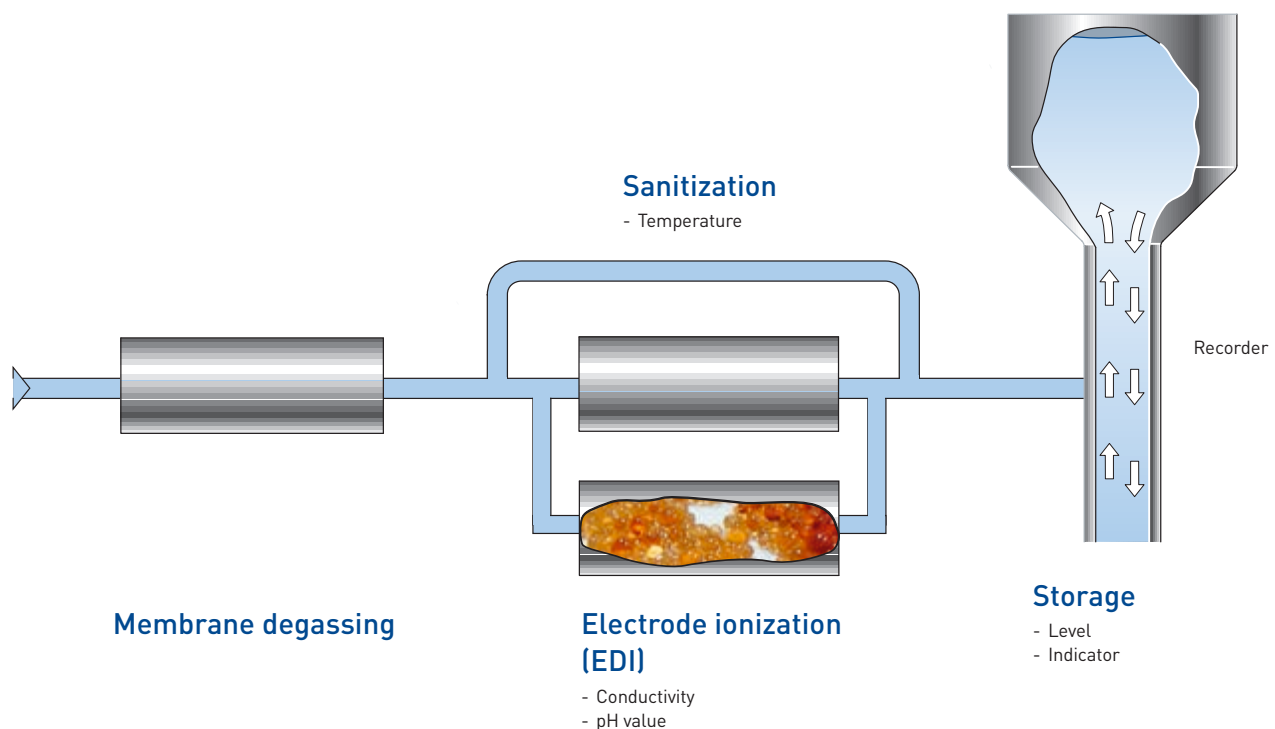 Sanitization
- Temperature
Recorder
Membrane degassing
Electrode ionization
(EDI)
- Conductivity
- pH value
Storage
- Level
- Indicator